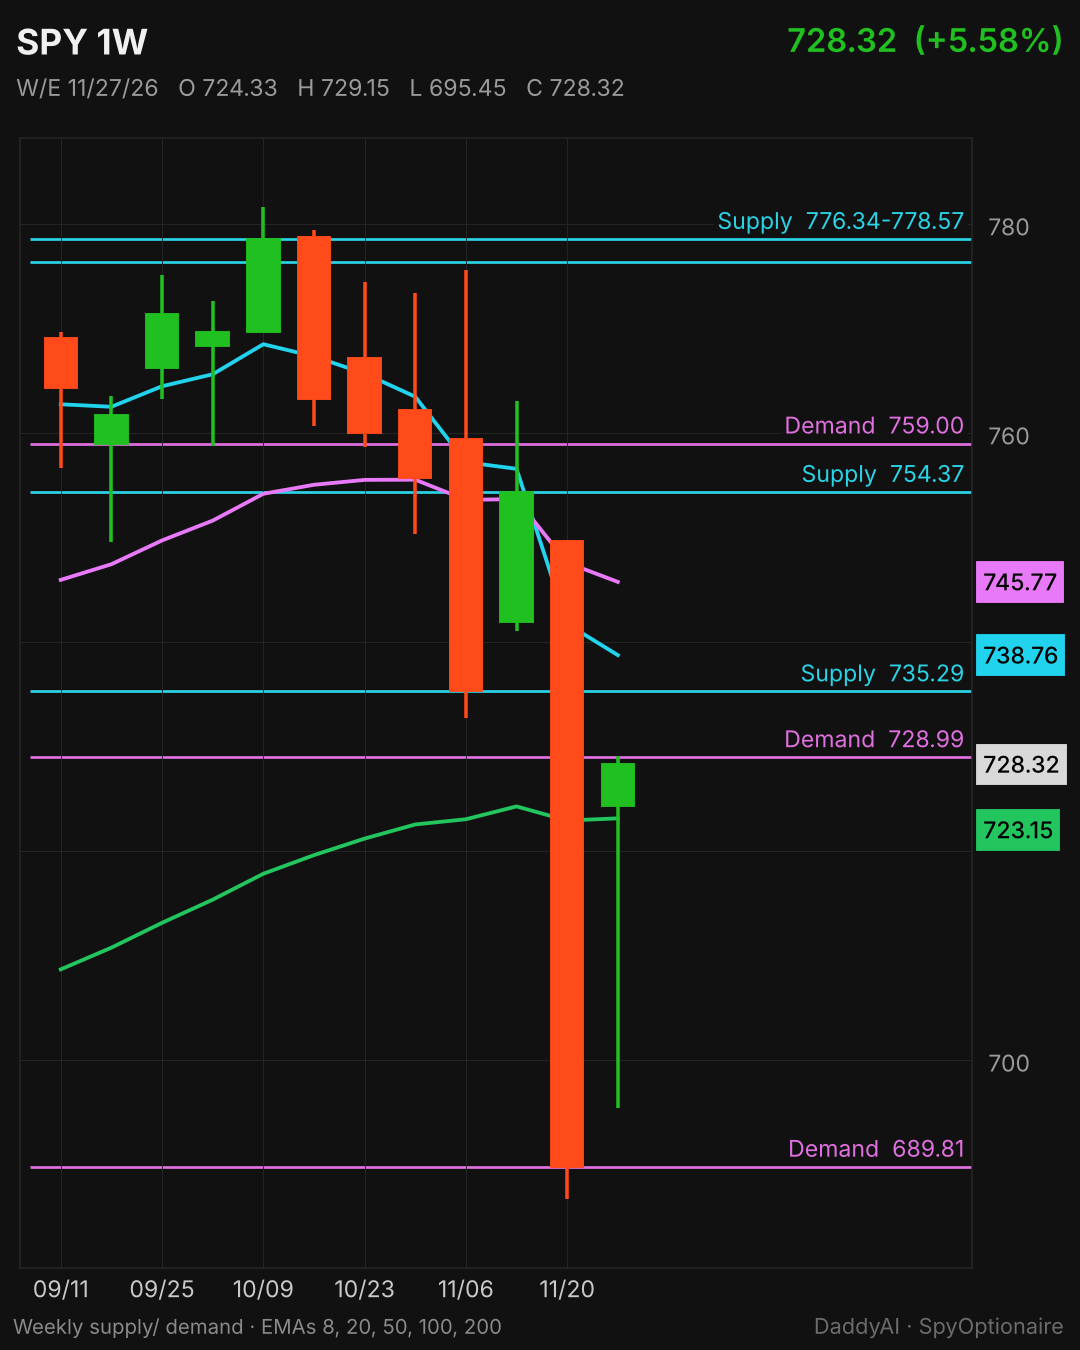 SPY 1W
728.32 (+5.58%)
W/E 11/27/26 O 724.33 H 729.15 L 695.45 C 728.32
Supply 776.34-778.57
780
Demand 759.00
760
Supply 754.37
745.77
738.76
Supply 735.29
Demand 728.99
728.32
723.15
700
Demand 689.81
09/11 09/25 10/09 10/23 11/06 11/20
Weekly supply/ demand · EMAs 8, 20, 50, 100, 200
DaddyAI · SpyOptionaire